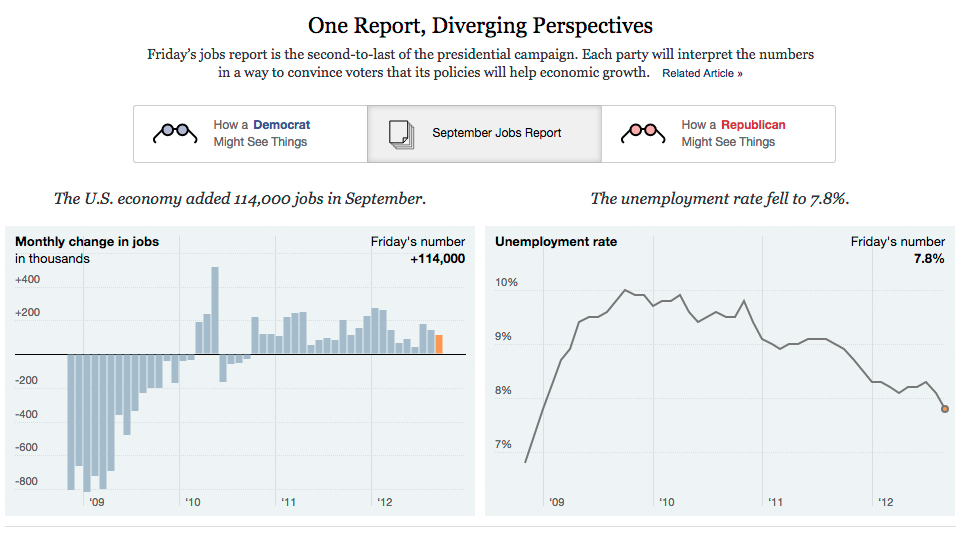 One Report, Diverging Perspectives
Friday's jobs report is the second-to-last of the presidential campaign. Each party will interpret the numbers
in a way to convince voters that its policies will help economic growth. Related Article »
How a Democrat
Might See Things
September Jobs Report
How a Republican
Might See Things
The U.S. economy added 114,000 jobs in September.
Monthly change in jobs
in thousands
Friday's number
+114,000
+400
+200
-200
-400
-600
-800
'09
'10
'11
'12
The unemployment rate fell to 7.8%.
Unemployment rate
Friday's number
7.8%
10%
9%
8%
7%
'09
'10
'11
'12